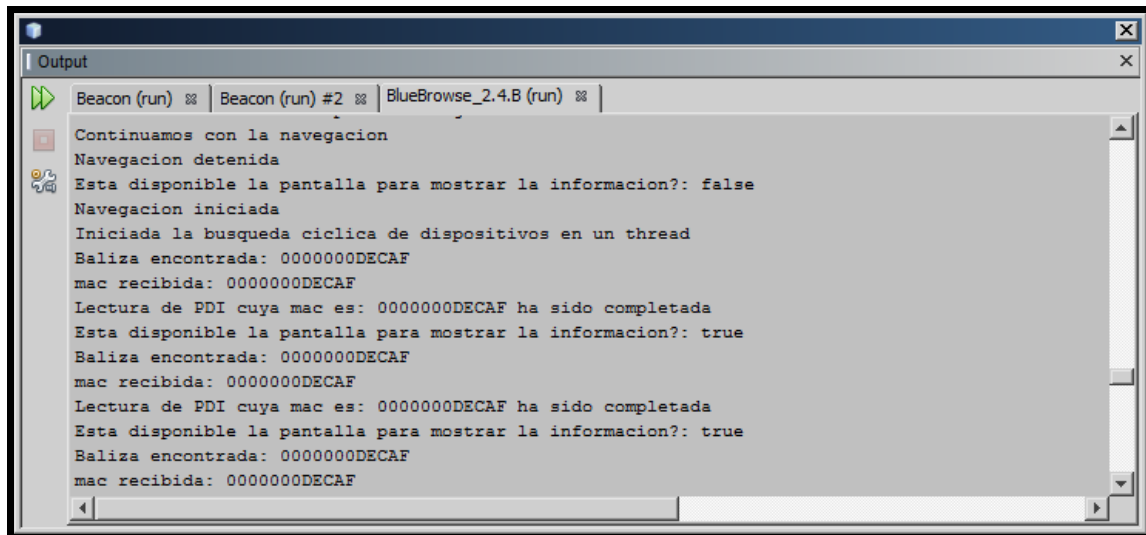 Output
Beacon (run) Beacon (run) #2 BlueBrowse_2.4.B (run)
Continuamos con la navegacion
Navegacion detenida
Esta disponible la pantalla para mostrar la informacion?: false
Navegacion iniciada
Iniciada la busqueda ciclica de dispositivos en un thread
Baliza encontrada: 0000000DECAF
mac recibida: 0000000DECAF
Lectura de PDI cuya mac es: 0000000DECAF ha sido completada
Esta disponible la pantalla para mostrar la informacion?: true
Baliza encontrada: 0000000DECAF
mac recibida: 0000000DECAF
Lectura de PDI cuya mac es: 0000000DECAF ha sido completada
Esta disponible la pantalla para mostrar la informacion?: true
Baliza encontrada: 0000000DECAF
mac recibida: 0000000DECAF